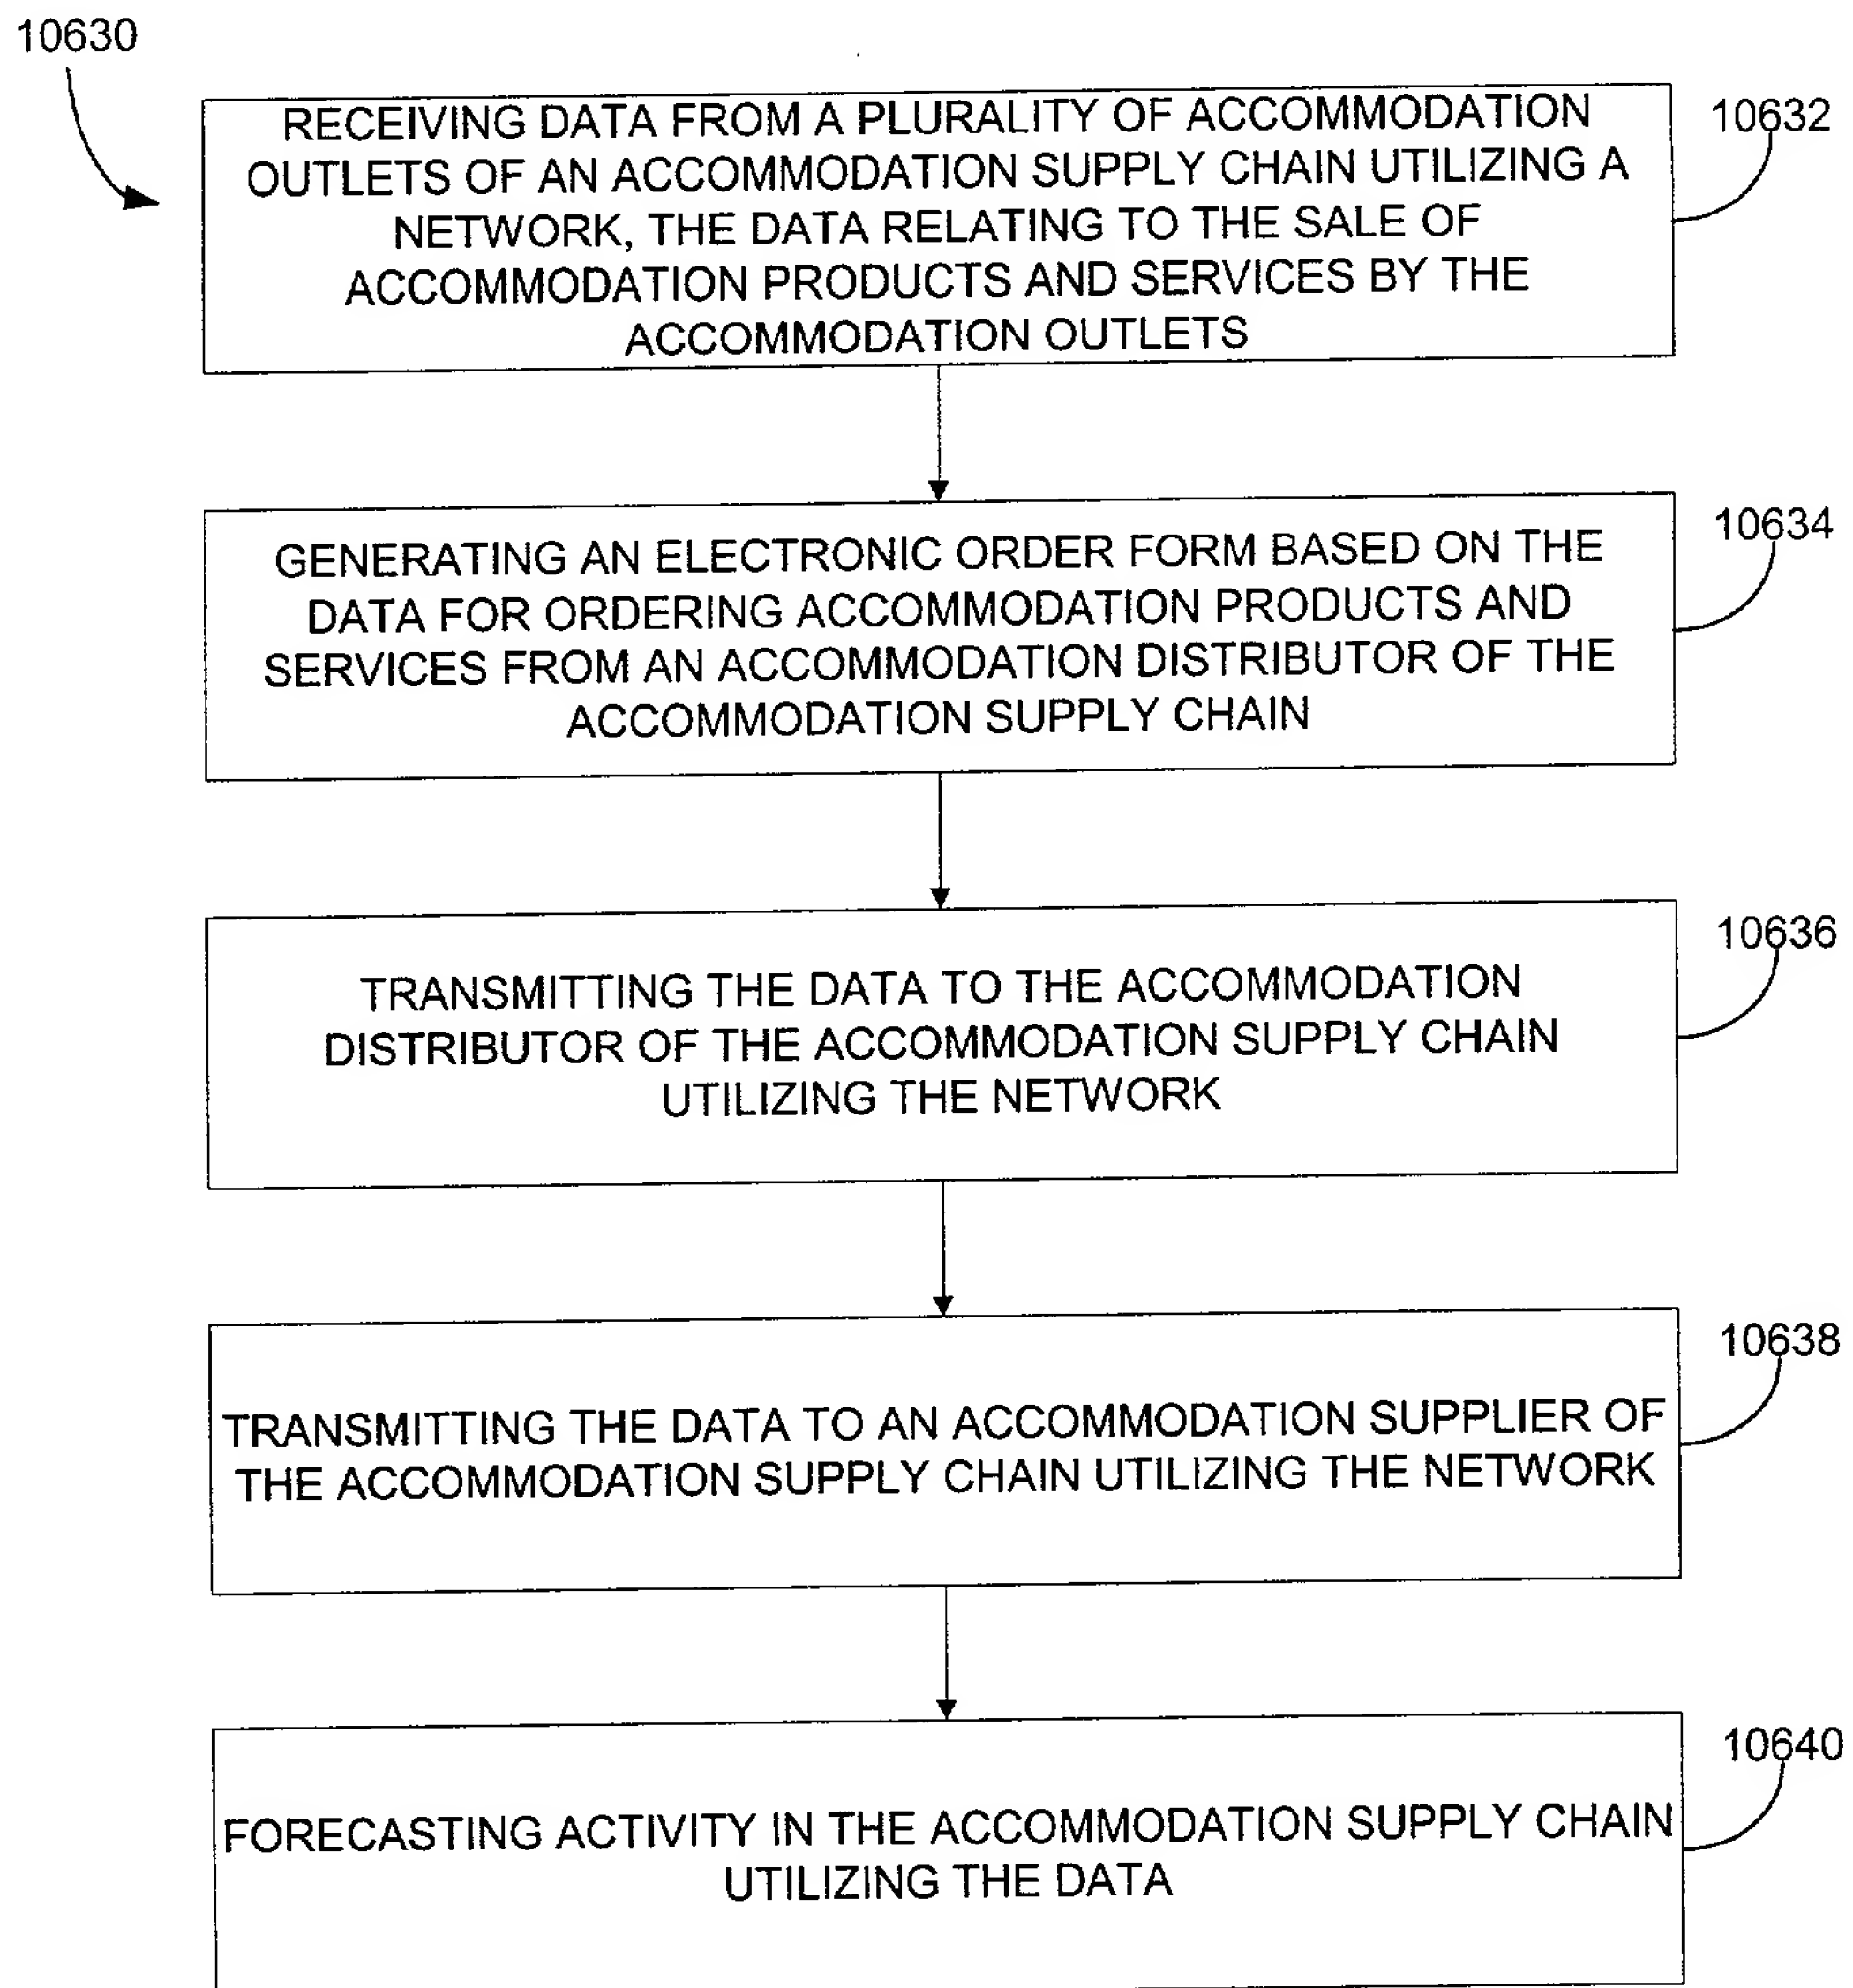 10630
RECEIVING DATA FROM A PLURALITY OF ACCOMMODATION
OUTLETS OF AN ACCOMMODATION SUPPLY CHAIN UTILIZING A
NETWORK, THE DATA RELATING TO THE SALE OF
ACCOMMODATION PRODUCTS AND SERVICES BY THE
ACCOMMODATION OUTLETS
10632
GENERATING AN ELECTRONIC ORDER FORM BASED ON THE
DATA FOR ORDERING ACCOMMODATION PRODUCTS AND
SERVICES FROM AN ACCOMMODATION DISTRIBUTOR OF THE
ACCOMMODATION SUPPLY CHAIN
10634
TRANSMITTING THE DATA TO THE ACCOMMODATION
DISTRIBUTOR OF THE ACCOMMODATION SUPPLY CHAIN
UTILIZING THE NETWORK
10636
TRANSMITTING THE DATA TO AN ACCOMMODATION SUPPLIER OF
THE ACCOMMODATION SUPPLY CHAIN UTILIZING THE NETWORK
10638
FORECASTING ACTIVITY IN THE ACCOMMODATION SUPPLY CHAIN
UTILIZING THE DATA
10640